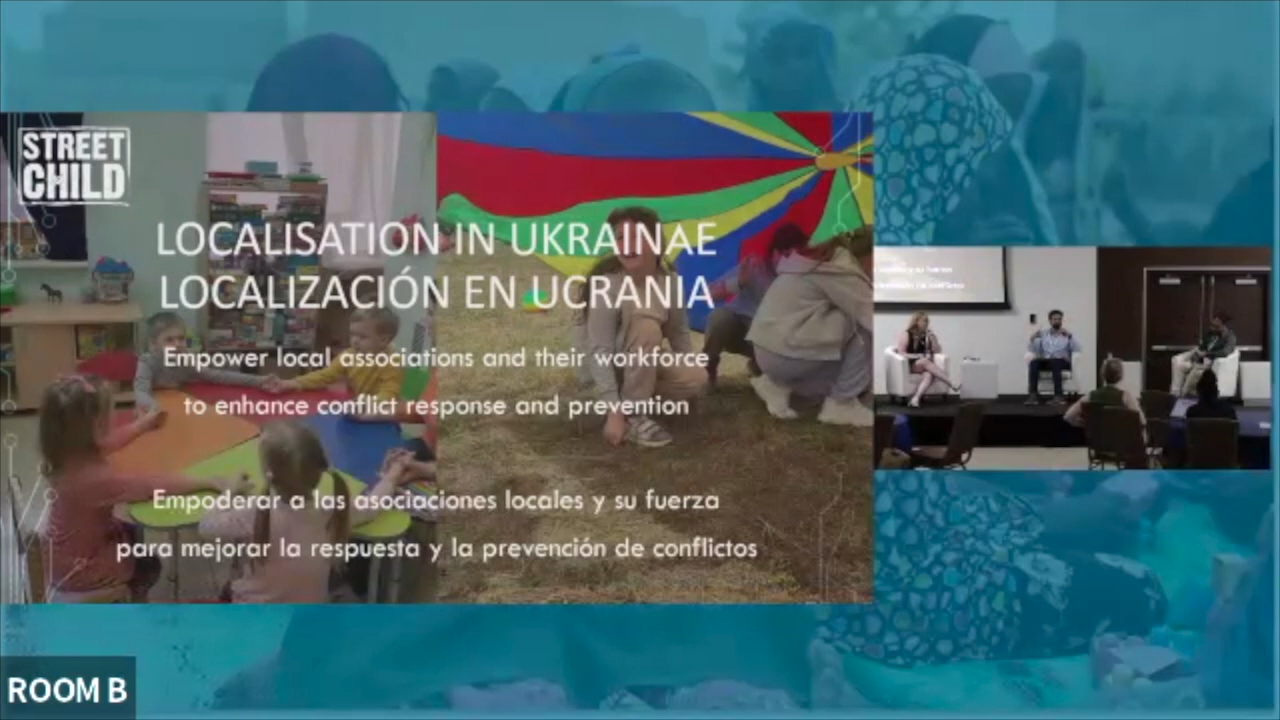 STREET
CHILD
LOCALISATION IN UKRAINAE
LOCALIZACIÓN EN UCRANIA
Empower local associations and their workforce
to enhance conflict response and prevention
Empoderar a las asociaciones locales y su fuerza
para mejorar la respuesta y la prevención de conflictos
ROOM B